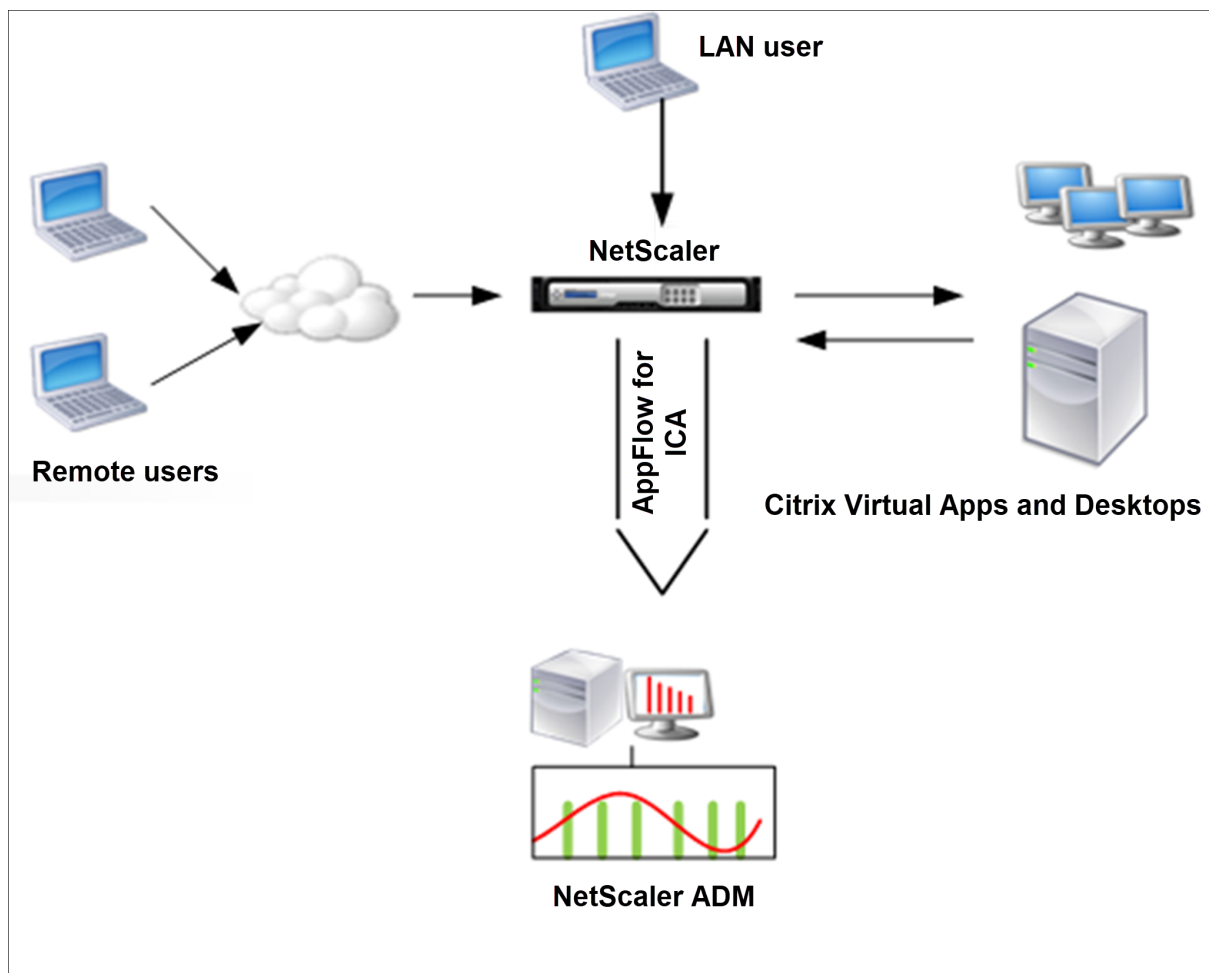 LAN user
NetScaler
AppFlow for
ICA
Remote users
Citrix Virtual Apps and Desktops
NetScaler ADM